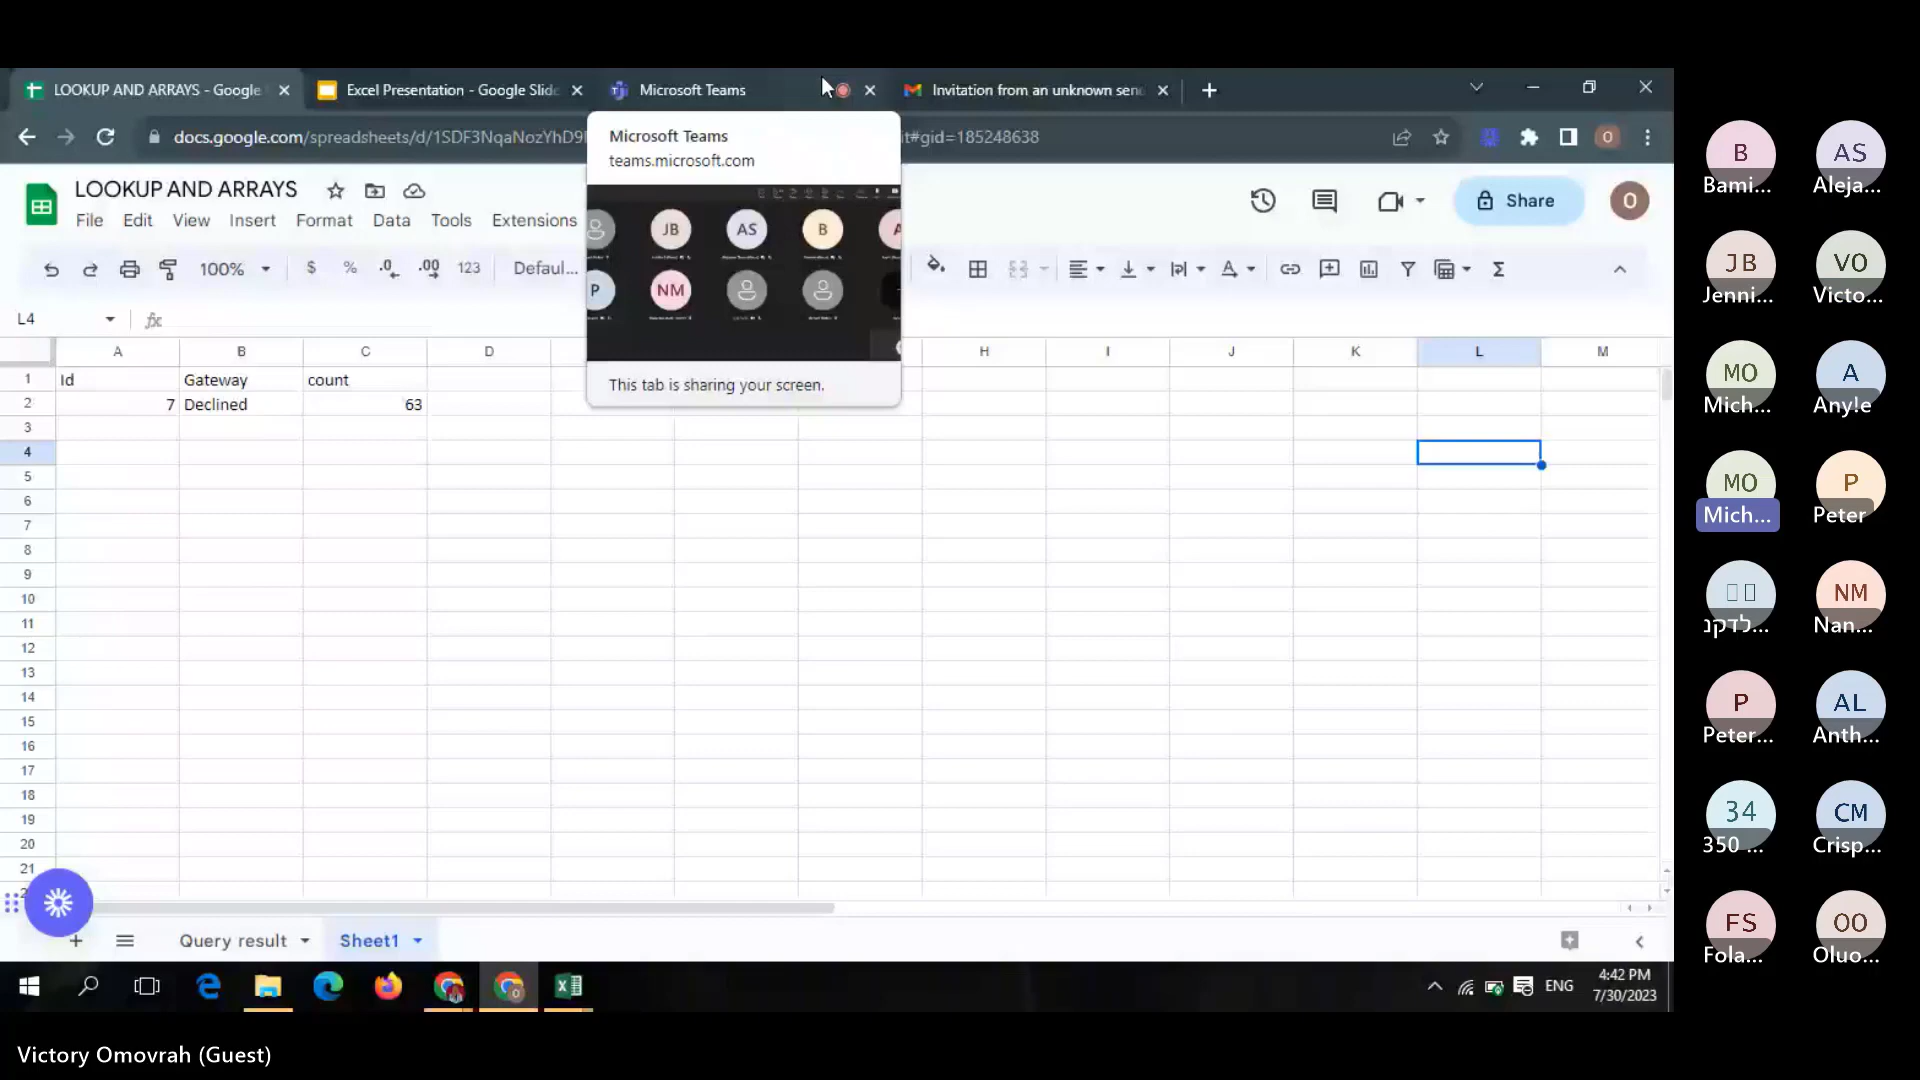 LOOKUP AND ARRAYS - Google
Excel Presentation - Google Slide
Microsoft Teams
Invitation from an unknown sen
docs.google.com/spreadsheets/d/1SDF3NqaNozYhD9
it#gid=185248638
Microsoft Teams
teams.microsoft.com
JB AS B A
P NM
This tab is sharing your screen.
LOOKUP AND ARRAYS
File Edit View Insert Format Data Tools Extensions
Share
O
100% $ % .0 .00 123 Defaul...
L4 fx
A B C D H I J K L M
1 Id Gateway count
2 7 Declined 63
3
4
5
6
7
8
9
10
11
12
13
14
15
16
17
18
19
20
21
Query result Sheet1
ENG
4:42 PM
7/30/2023
B AS
Bami... Aleja...
JB VO
Jenni... Victo...
MO A
Mich... Any!e
MO P
Mich... Peter
NM
לדקנ... Nan...
P AL
Peter... Anth...
34 CM
350 ... Crisp...
FS OO
Fola... Oluo...
Victory Omovrah (Guest)